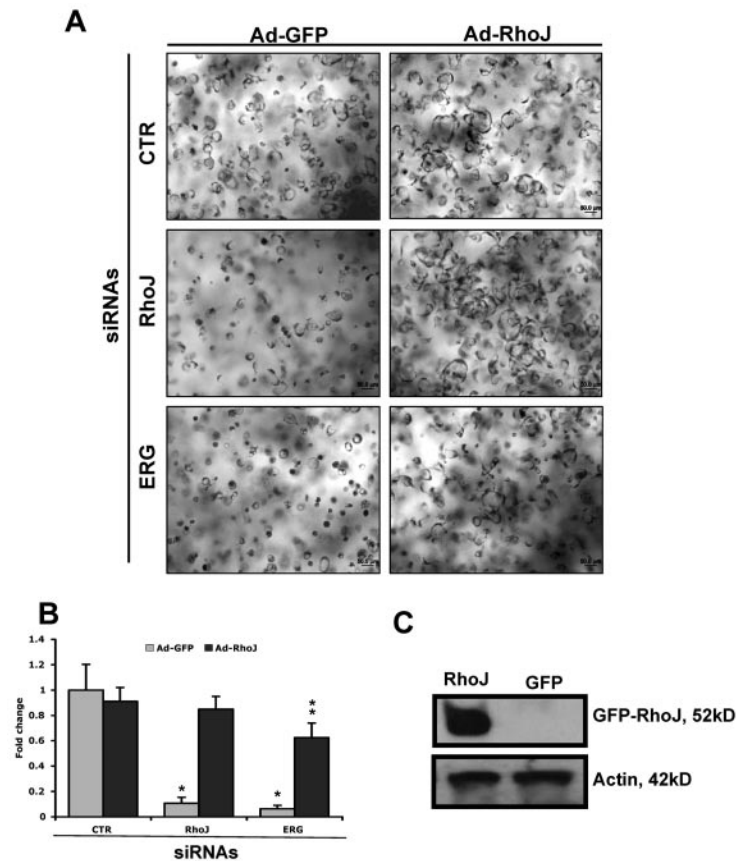 A
Ad-GFP Ad-RhoJ
siRNAs
CTR
RhoJ
ERG
B
Ad-GFP Ad-RhoJ
Fold change
1.4
1.2
1
0.8
0.6
0.4
0.2
0
*
*
*
*
CTR RhoJ ERG
siRNAs
C
RhoJ GFP
GFP-RhoJ, 52kD
Actin, 42kD